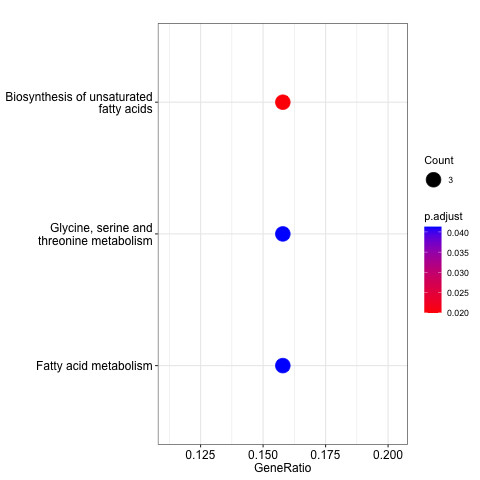 Biosynthesis of unsaturated
fatty acids
Glycine, serine and
threonine metabolism
Fatty acid metabolism
0.125 0.150 0.175 0.200
GeneRatio
Count
3
p.adjust
0.040
0.035
0.030
0.025
0.020